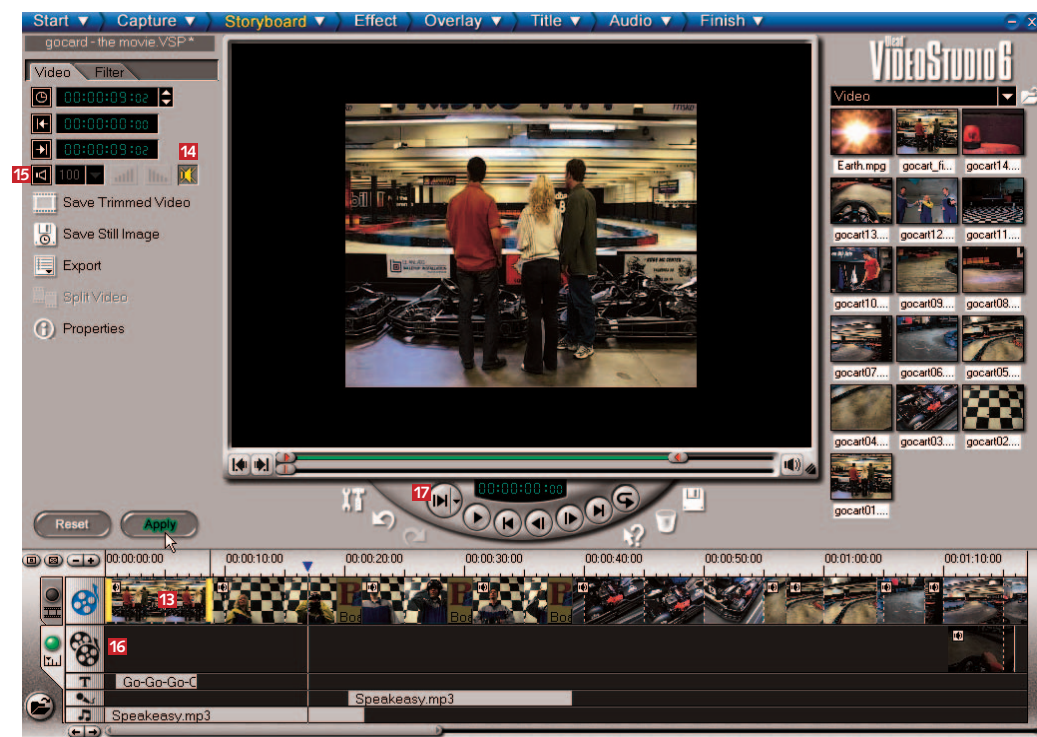 Start ▼ Capture ▼ Storyboard ▼ Effect Overlay ▼ Title ▼ Audio ▼ Finish ▼
gocard - the movie.VSP *
Ulead
VIDEOSTUDIO 6
Video Filter
00:00:09:02
00:00:00:00
00:00:09:02
14
15 100
Save Trimmed Video
Save Still Image
Export
Split Video
Properties
Video
Earth.mpg gocart_fi... gocart14....
gocart13.... gocart12.... gocart11....
gocart10.... gocart09.... gocart08....
gocart07.... gocart06.... gocart05....
gocart04.... gocart03.... gocart02....
gocart01....
17 00:00:00:00
Reset Apply
00:00:00:00 00:00:10:00 00:00:20:00 00:00:30:00 00:00:40:00 00:00:50:00 00:01:00:00 00:01:10:00
13
16
T Go-Go-Go-C
Speakeasy.mp3
Speakeasy.mp3